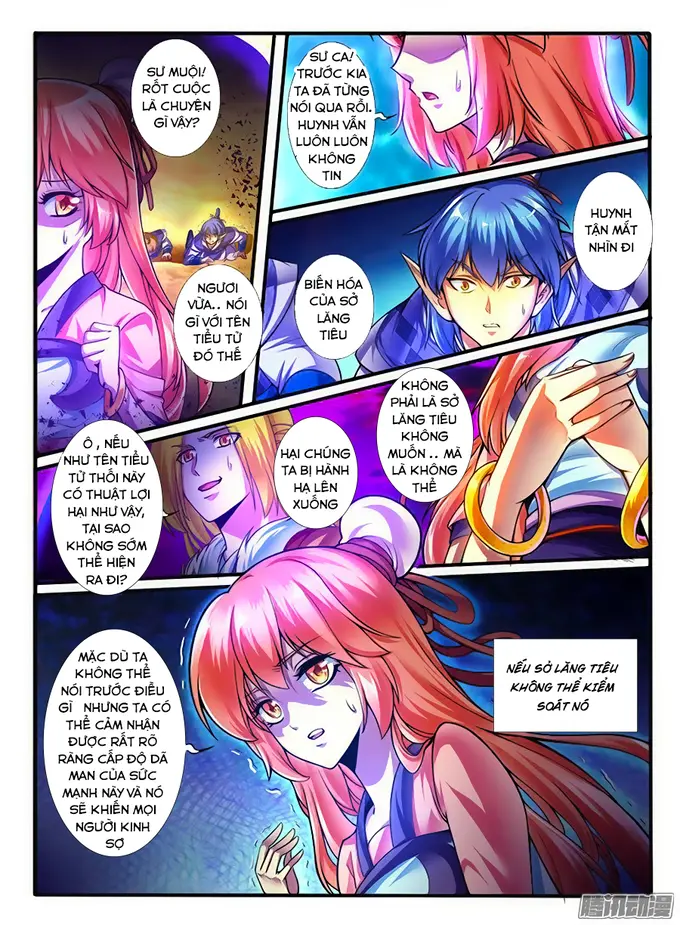 SƯ MUỘI!
RỐT CUỘC
LÀ CHUYỆN
GÌ VẬY?
NGƯƠI
VỪA.. NÓI
GÌ VỚI TÊN
TIỂU TỬ
ĐÓ THẾ
SƯ CA!
TRƯỚC KIA
TA ĐÃ TỪNG
NÓI QUA RỒI.
HUYNH VẪN
LUÔN LUÔN
KHÔNG
TIN
HUYNH
TẬN MẮT
NHÌN ĐI
BIẾN HÓA
CỦA SỞ
LĂNG
TIÊU
Ô , NẾU
NHƯ TÊN TIỂU
TỬ THỐI NÀY
CÓ THUẬT LỢI
HẠI NHƯ VẬY,
TẠI SAO
KHÔNG SỚM
THỂ HIỆN
RA ĐI?
HẠI CHÚNG
TA BỊ HÀNH
HẠ LÊN
XUỐNG
KHÔNG
PHẢI LÀ SỞ
LĂNG TIÊU
KHÔNG
MUỐN .. MÀ
LÀ KHÔNG
THỂ
MẶC DÙ TA
KHÔNG THỂ
NÓI TRƯỚC ĐIỀU
GÌ NHƯNG TA CÓ
THỂ CẢM NHẬN
ĐƯỢC RẤT RÕ
RÀNG CẤP ĐỘ DÃ
MAN CỦA SỨC
MẠNH NÀY VÀ NÓ
SẼ KHIẾN MỌI
NGƯỜI KINH
SỢ
NẾU SỞ LĂNG TIÊU
KHÔNG THỂ KIỂM
SOÁT NÓ
腾讯动漫